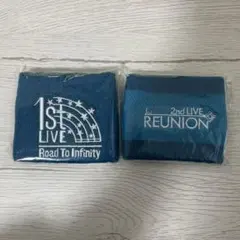 1st
LIVE
Road To Infinity
2nd LIVE
REUNION